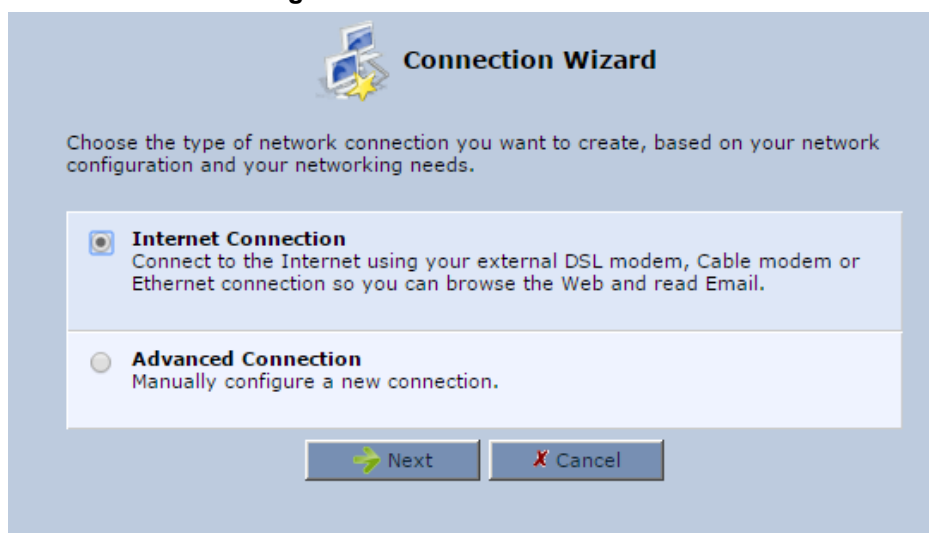 Connection Wizard
Choose the type of network connection you want to create, based on your network
configuration and your networking needs.
Internet Connection
Connect to the Internet using your external DSL modem, Cable modem or
Ethernet connection so you can browse the Web and read Email.
Advanced Connection
Manually configure a new connection.
Next
Cancel